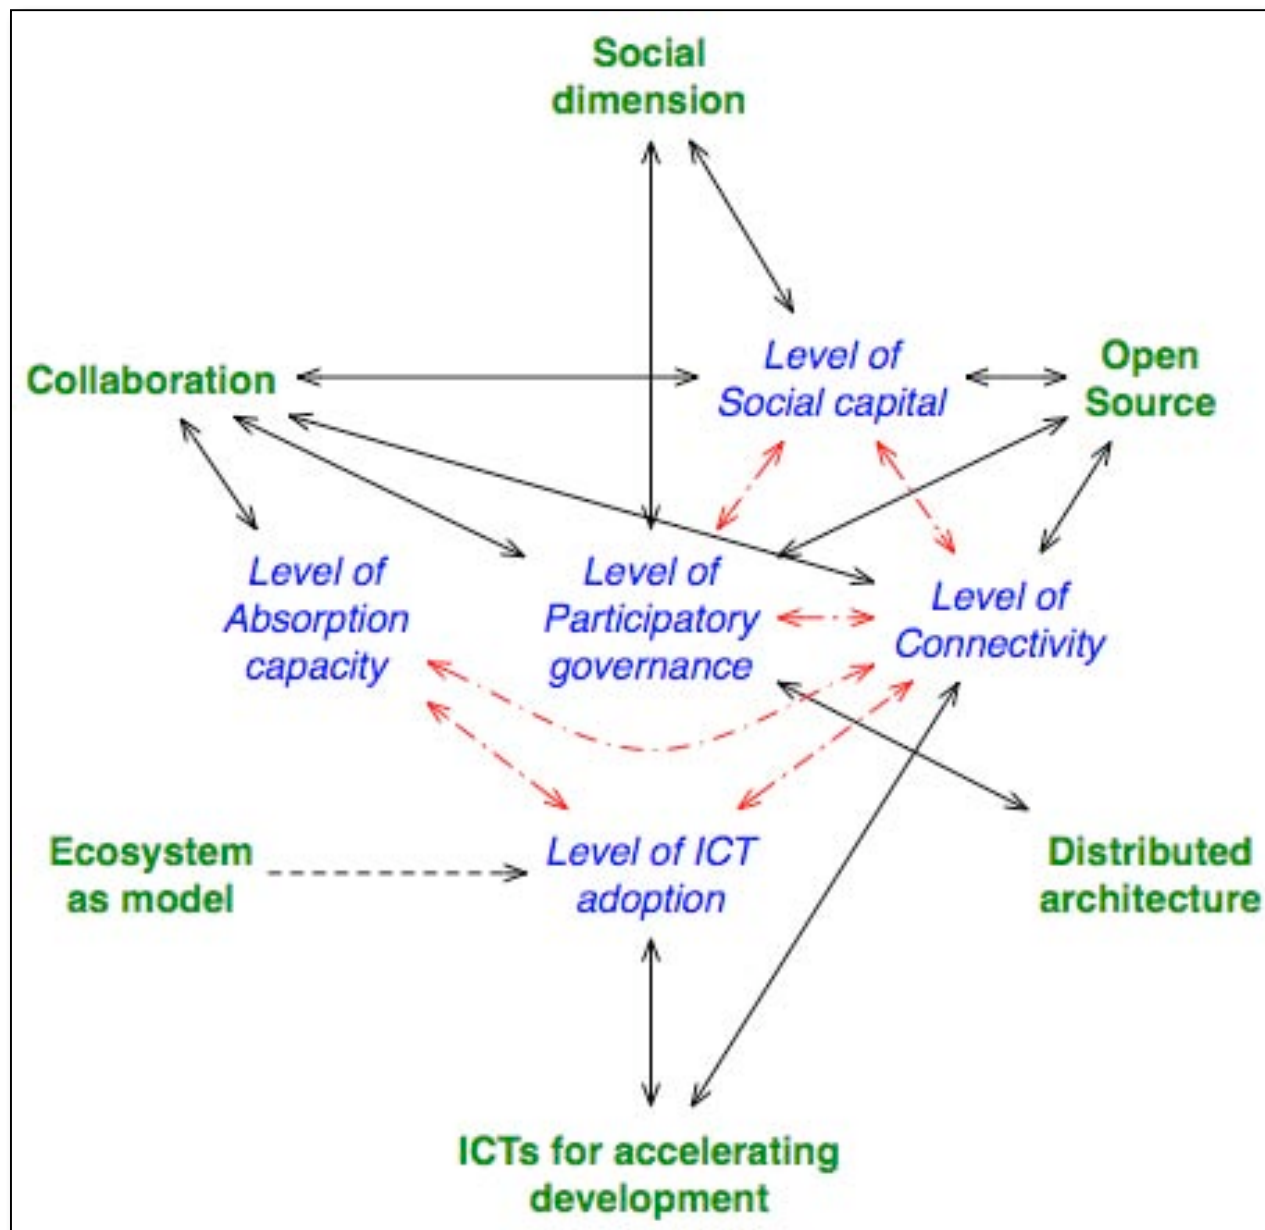 Social
dimension
Collaboration
Level of
Social capital
Open
Source
Level of
Absorption
capacity
Level of
Participatory
governance
Level of
Connectivity
Ecosystem
as model
Level of ICT
adoption
Distributed
architecture
ICTs for accelerating
development